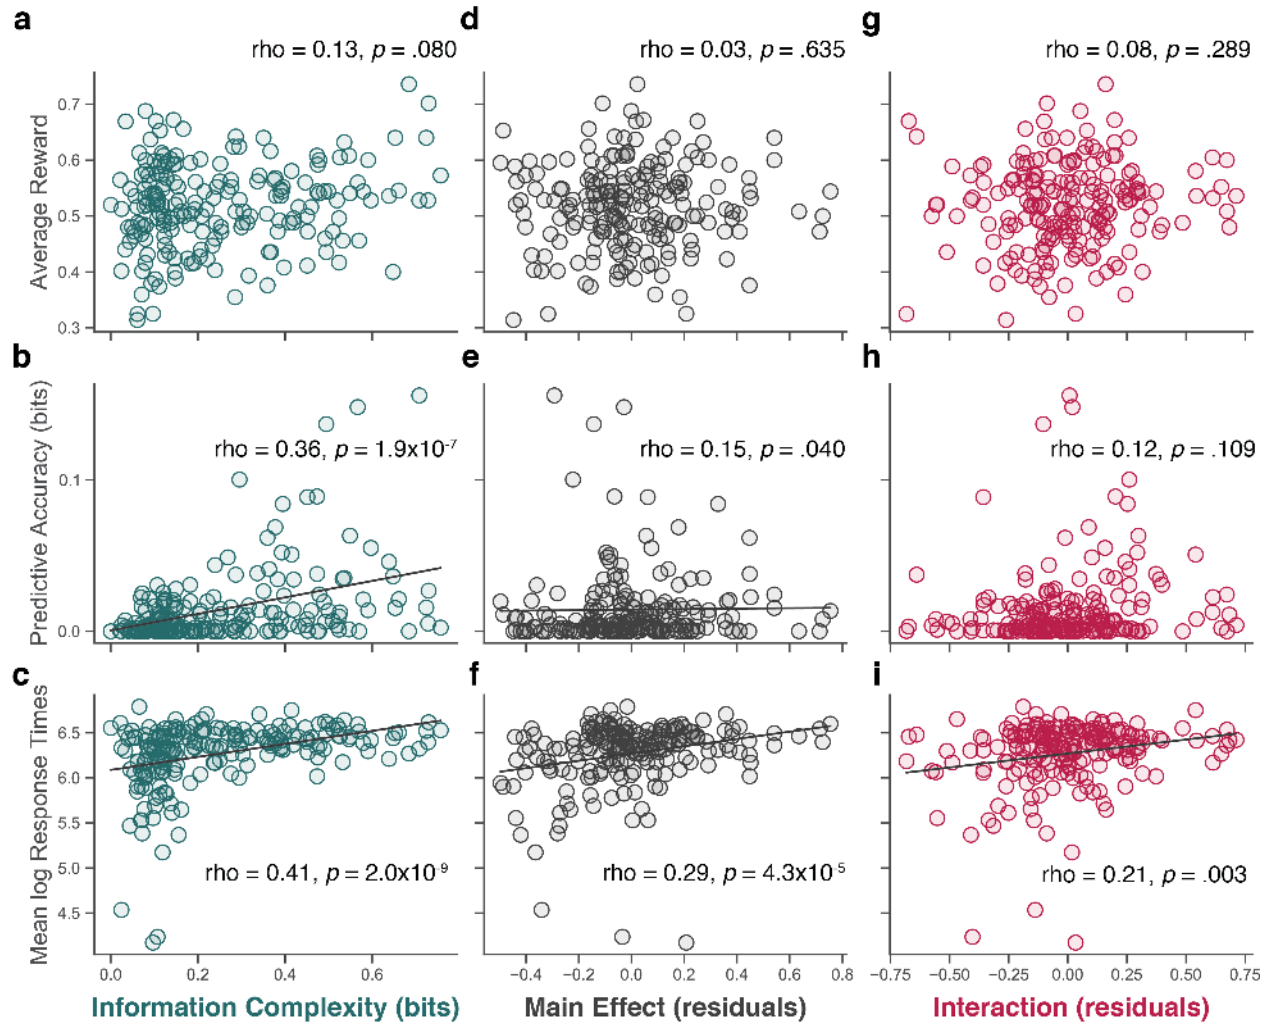 a
d
g
rho = 0.13, p = .080
rho = 0.03, p = .635
rho = 0.08, p = .289
Average Reward
0.7
0.6
0.5
0.4
0.3
b
e
h
rho = 0.36, p = 1.9x10-7
rho = 0.15, p = .040
rho = 0.12, p = .109
Predictive Accuracy (bits)
0.1
0.0
c
f
i
rho = 0.41, p = 2.0x10-9
rho = 0.29, p = 4.3x10-5
rho = 0.21, p = .003
Mean log Response Times
6.5
6.0
5.5
5.0
4.5
0.0 0.2 0.4 0.6
−0.4 −0.2 0.0 0.2 0.4 0.6 0.8
−0.75 −0.50 −0.25 0.00 0.25 0.50 0.75
Information Complexity (bits)
Main Effect (residuals)
Interaction (residuals)